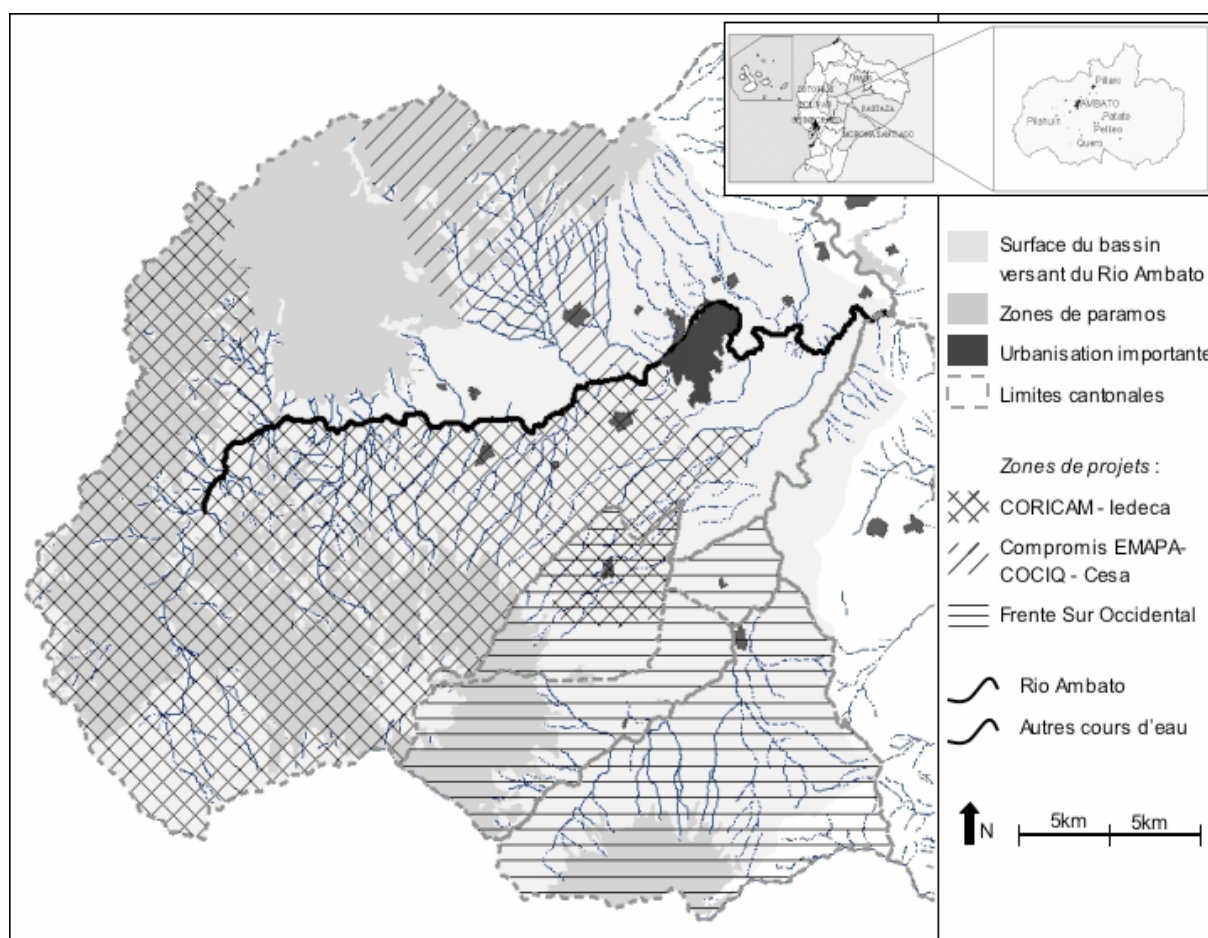 PASTAZA
MORONA SANTIAGO
Pillaro
AMBATO
Patate
Pilahuin
Pelileo
Quero
Surface du bassin
versant du Rio Ambato
Zones de paramos
Urbanisation importante
Limites cantonales
Zones de projets :
CORICAM - Iedeca
Compromis EMAPA-
COCIQ - Cesa
Frente Sur Occidental
Rio Ambato
Autres cours d'eau
N
5km 5km